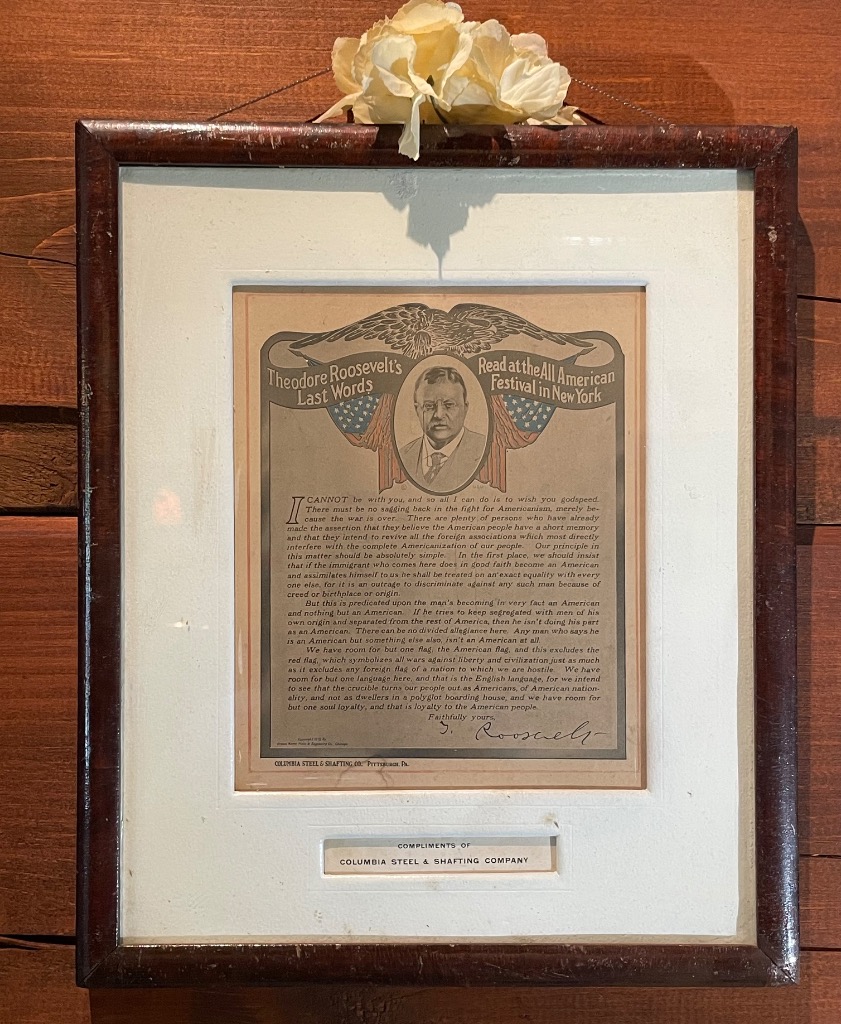 Theodore Roosevelt's
Last Words
Read at the All American
Festival in New York
I CANNOT be with you, and so all I can do is to wish you godspeed.
There must be no sagging back in the fight for Americanism, merely be-
cause the war is over. There are plenty of persons who have already
made the assertion that they believe the American people have a short memory
and that they intend to revive all the foreign associations which most directly
interfere with the complete Americanization of our people. Our principle in
this matter should be absolutely simple. In the first place, we should insist
that if the immigrant who comes here does in good faith become an American
and assimilates himself to us he shall be treated on an exact equality with every
one else, for it is an outrage to discriminate against any such man because of
creed or birthplace or origin.
But this is predicated upon the man's becoming in very fact an American
and nothing but an American. If he tries to keep segregated with men of his
own origin and separated from the rest of America, then he isn't doing his part
as an American. There can be no divided allegiance here. Any man who says he
is an American but something else also, isn't an American at all.
We have room for but one flag, the American flag, and this excludes the
red flag, which symbolizes all wars against liberty and civilization just as much
as it excludes any foreign flag of a nation to which we are hostile. We have
room for but one language here, and that is the English language, for we intend
to see that the crucible turns our people out as Americans, of American nation-
ality, and not as dwellers in a polyglot boarding house, and we have room for
but one soul loyalty, and that is loyalty to the American people.
Faithfully yours,
T. Roosevelt
COLUMBIA STEEL & SHAFTING CO., PITTSBURGH, PA.
COMPLIMENTS OF
COLUMBIA STEEL & SHAFTING COMPANY